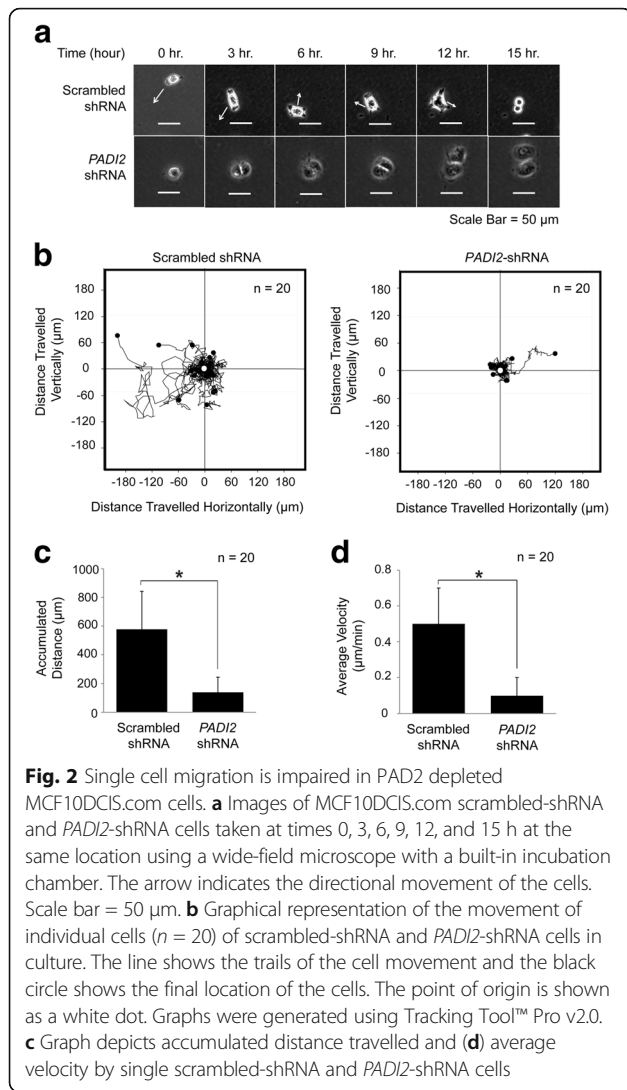 a
Time (hour) 0 hr. 3 hr. 6 hr. 9 hr. 12 hr. 15 hr.
Scrambled
shRNA
PADI2
shRNA
Scale Bar = 50 μm
b
Scrambled shRNA
n = 20
Distance Travelled
Vertically (μm)
180
120
60
0
-60
-120
-180
-180 -120 -60 0 60 120 180
Distance Travelled Horizontally (μm)
PADI2-shRNA
n = 20
Distance Travelled
Vertically (μm)
180
120
60
0
-60
-120
-180
-180 -120 -60 0 60 120 180
Distance Travelled Horizontally (μm)
c
n = 20
*
Accumulated
Distance
(μm)
1000
800
600
400
200
0
Scrambled
shRNA
PADI2
shRNA
d
n = 20
*
Average Velocity
(μm/min)
0.8
0.6
0.4
0.2
0
Scrambled
shRNA
PADI2
shRNA
Fig. 2 Single cell migration is impaired in PAD2 depleted
MCF10DCIS.com cells. a Images of MCF10DCIS.com scrambled-shRNA
and PADI2-shRNA cells taken at times 0, 3, 6, 9, 12, and 15 h at the
same location using a wide-field microscope with a built-in incubation
chamber. The arrow indicates the directional movement of the cells.
Scale bar = 50 μm. b Graphical representation of the movement of
individual cells (n = 20) of scrambled-shRNA and PADI2-shRNA cells in
culture. The line shows the trails of the cell movement and the black
circle shows the final location of the cells. The point of origin is shown
as a white dot. Graphs were generated using Tracking Tool™ Pro v2.0.
c Graph depicts accumulated distance travelled and (d) average
velocity by single scrambled-shRNA and PADI2-shRNA cells